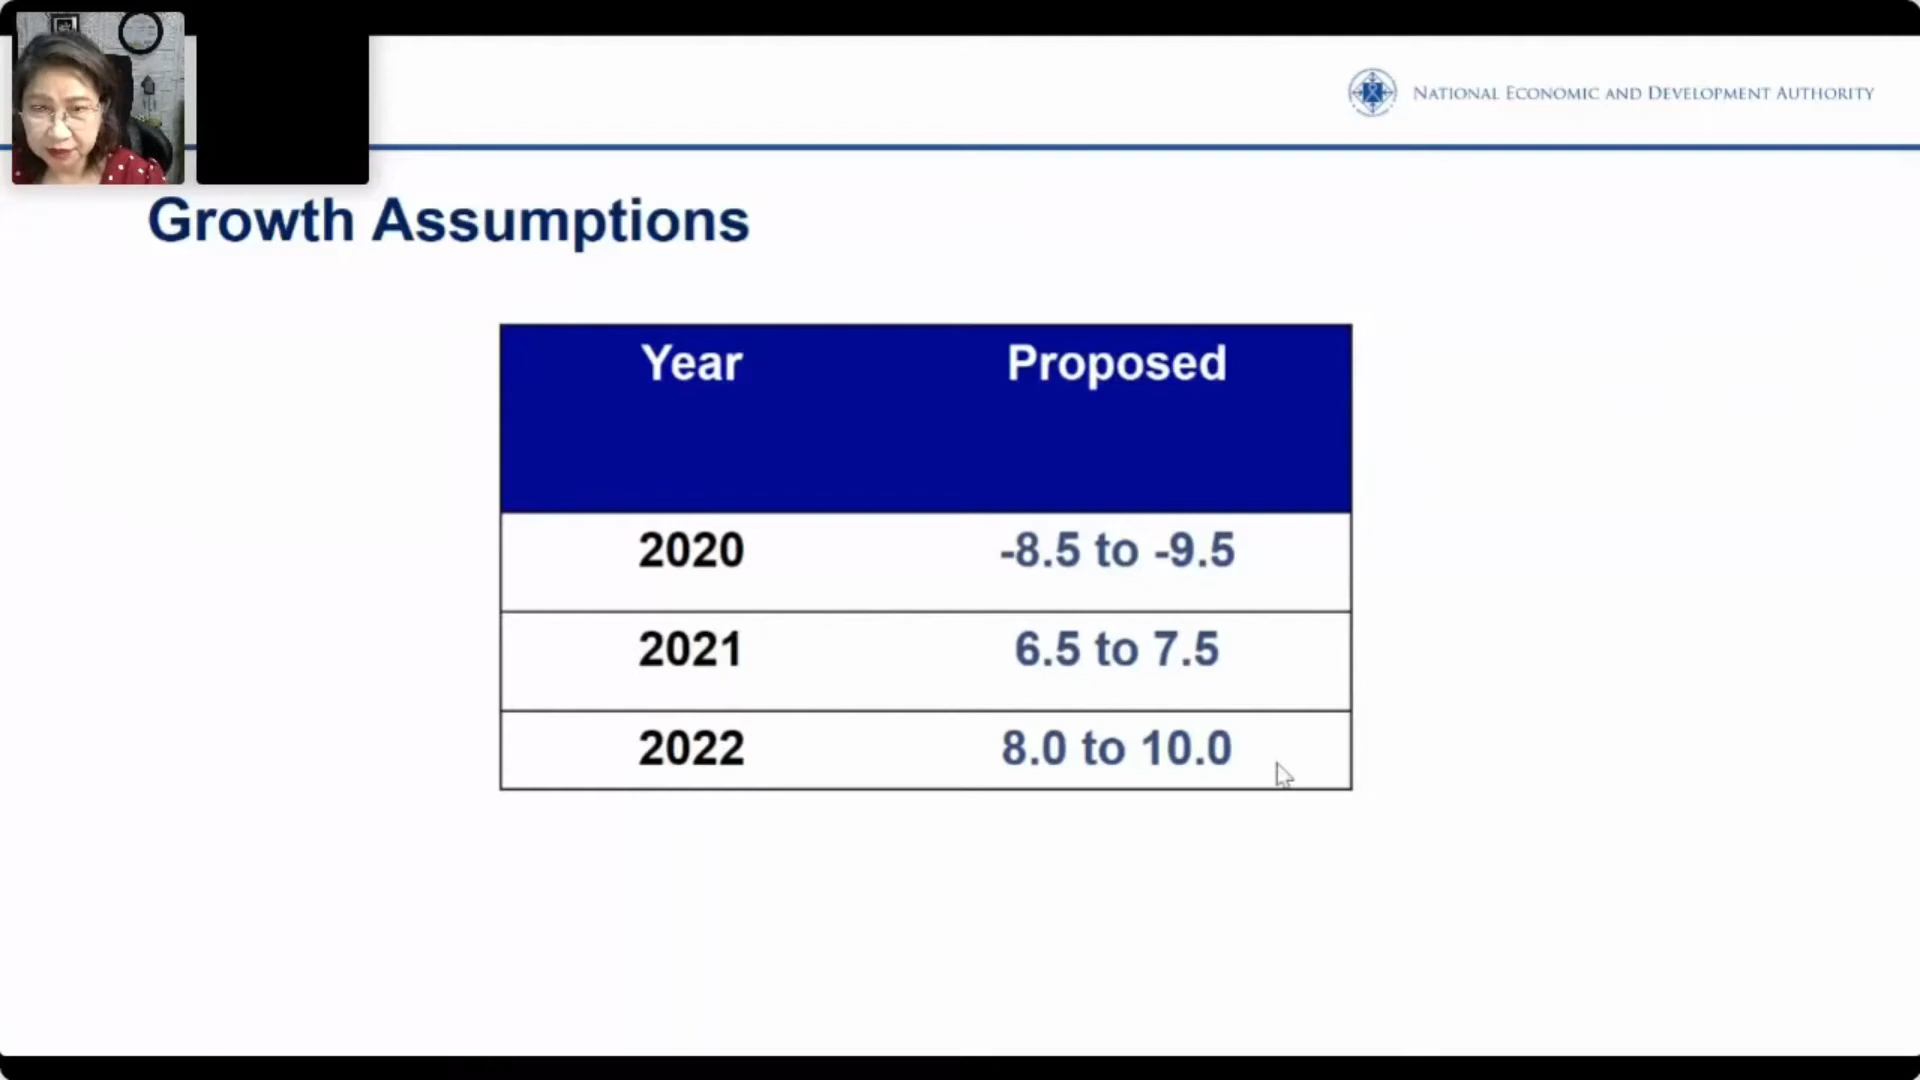 NATIONAL ECONOMIC AND DEVELOPMENT AUTHORITY
Growth Assumptions
Year Proposed
2020 -8.5 to -9.5
2021 6.5 to 7.5
2022 8.0 to 10.0